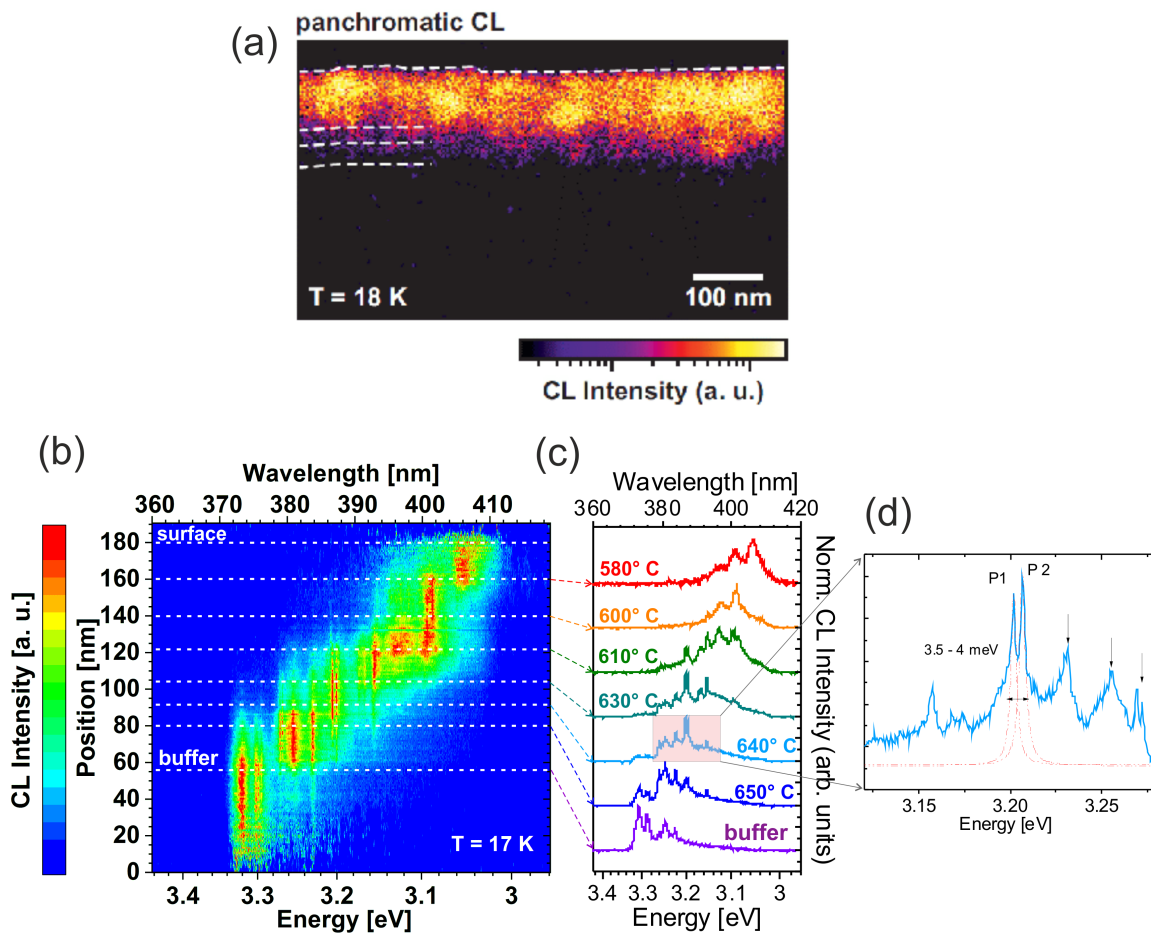 panchromatic CL
(a)
T = 18 K
100 nm
CL Intensity (a. u.)
(b)
Wavelength [nm]
360 370 380 390 400 410
CL Intensity [a. u.]
Position [nm]
180
160
140
120
100
80
60
40
20
0
surface
buffer
T = 17 K
3.4 3.3 3.2 3.1 3
Energy [eV]
(c)
Wavelength [nm]
360 380 400 420
580° C
600° C
610° C
630° C
640° C
650° C
buffer
Norm. CL Intensity (arb. units)
3.4 3.3 3.2 3.1 3
Energy [eV]
(d)
P1 P 2
3.5 - 4 meV
3.15 3.20 3.25
Energy [eV]